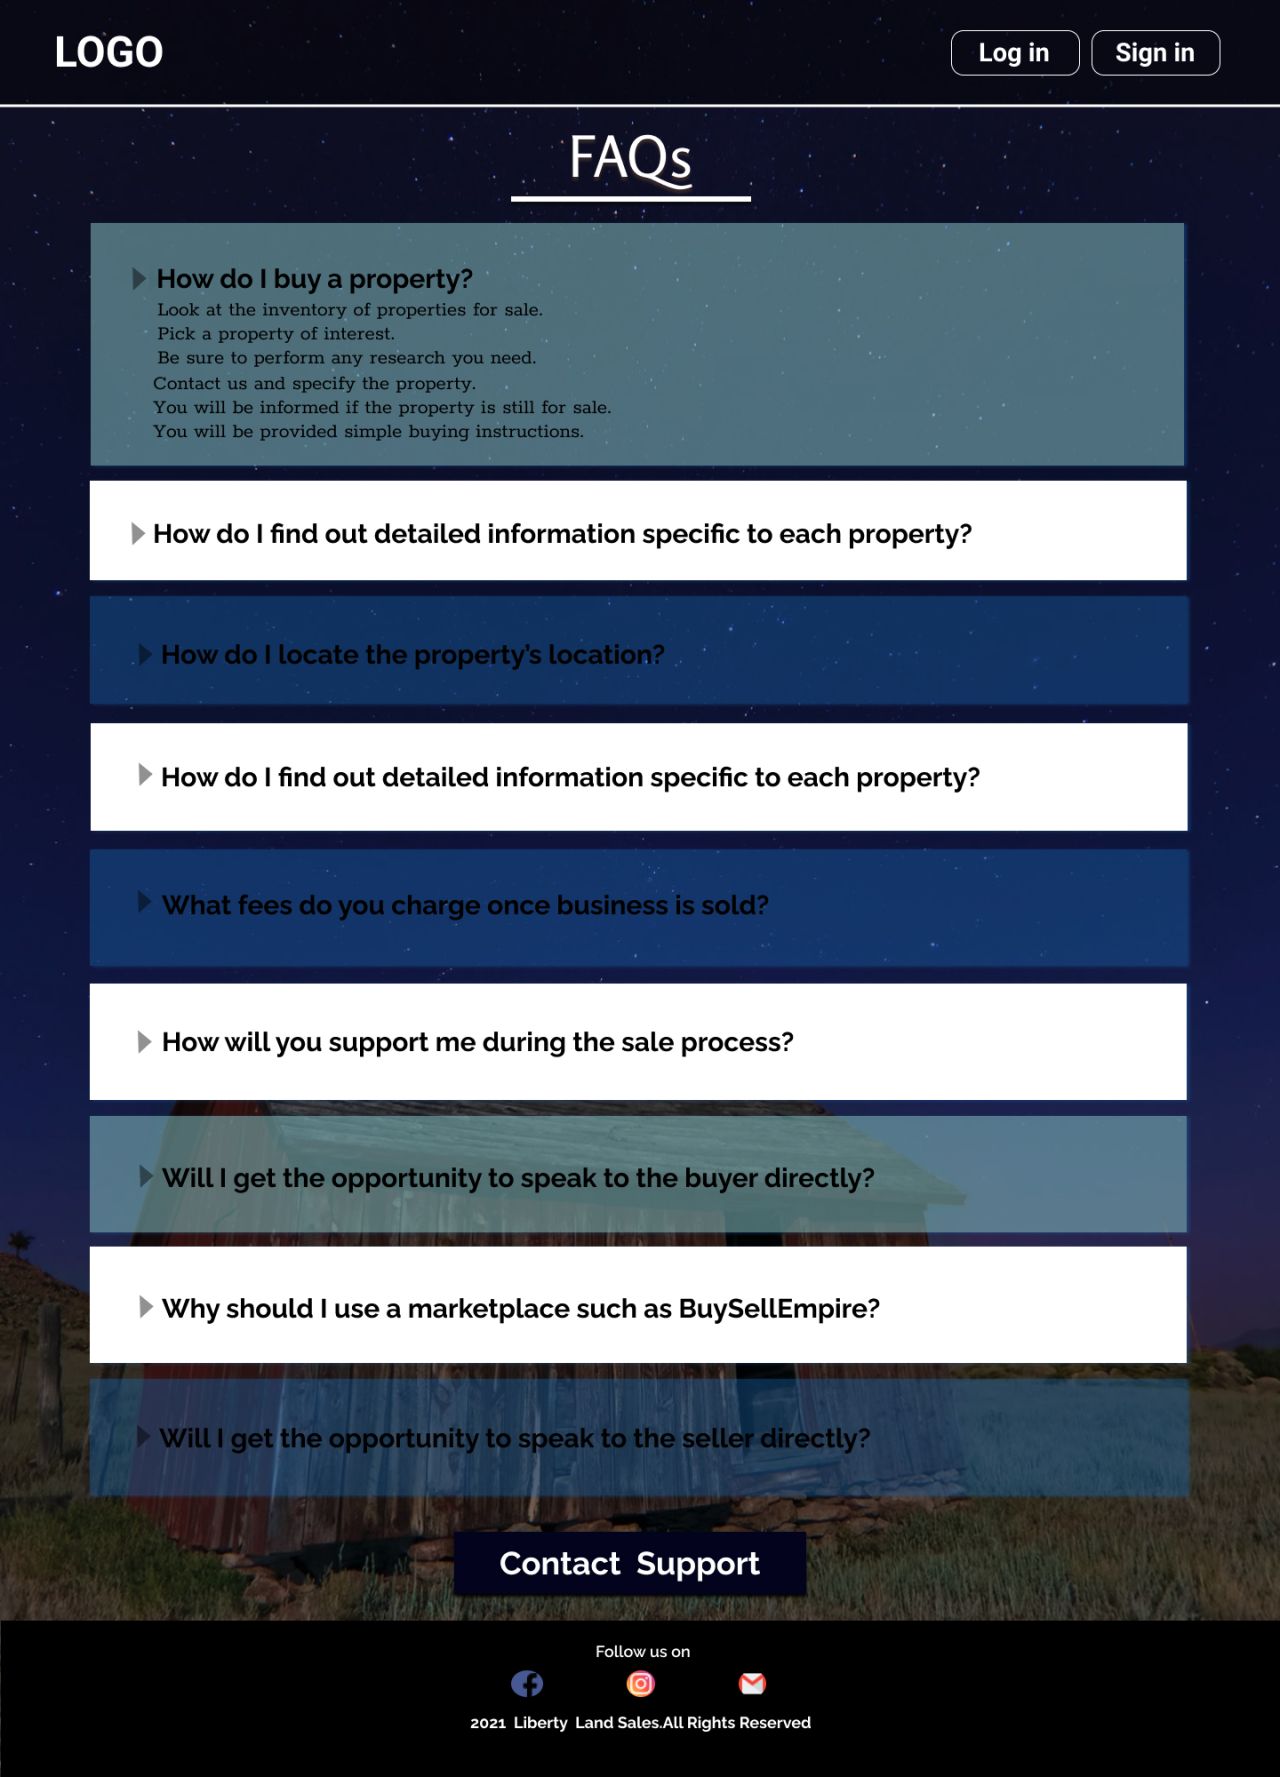 LOGO
Log in
Sign in
FAQs
How do I buy a property?
Look at the inventory of properties for sale.
Pick a property of interest.
Be sure to perform any research you need.
Contact us and specify the property.
You will be informed if the property is still for sale.
You will be provided simple buying instructions.
How do I find out detailed information specific to each property?
How do I locate the property's location?
How do I find out detailed information specific to each property?
What fees do you charge once business is sold?
How will you support me during the sale process?
Will I get the opportunity to speak to the buyer directly?
Why should I use a marketplace such as BuySellEmpire?
Will I get the opportunity to speak to the seller directly?
Contact Support
Follow us on
2021 Liberty Land Sales.All Rights Reserved